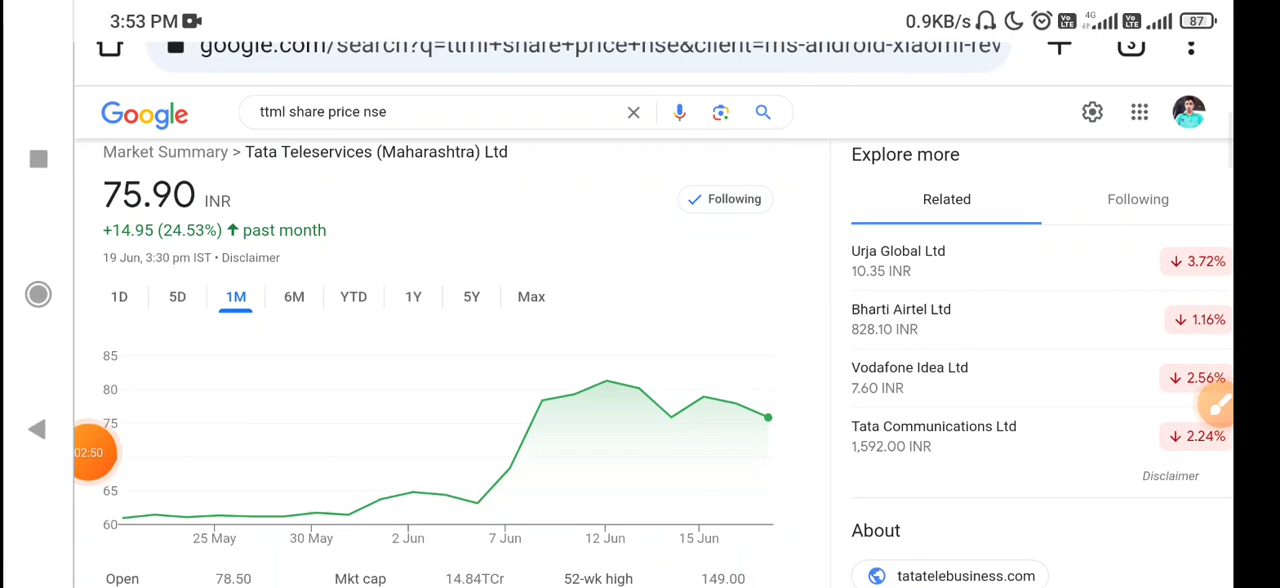 3:53 PM
0.9KB/s
4G
87
google.com/search?q=ttml+share+price+nse&client=ms-android-xiaomi-rev
3
Google
ttml share price nse
Market Summary > Tata Teleservices (Maharashtra) Ltd
75.90 INR
Following
+14.95 (24.53%) ↑ past month
19 Jun, 3:30 pm IST • Disclaimer
1D 5D 1M 6M YTD 1Y 5Y Max
85
80
75
65
60
25 May 30 May 2 Jun 7 Jun 12 Jun 15 Jun
02:50
Open 78.50 Mkt cap 14.84TCr 52-wk high 149.00
Explore more
Related Following
Urja Global Ltd
10.35 INR
↓ 3.72%
Bharti Airtel Ltd
828.10 INR
↓ 1.16%
Vodafone Idea Ltd
7.60 INR
↓ 2.56%
Tata Communications Ltd
1,592.00 INR
↓ 2.24%
Disclaimer
About
tatatelebusiness.com